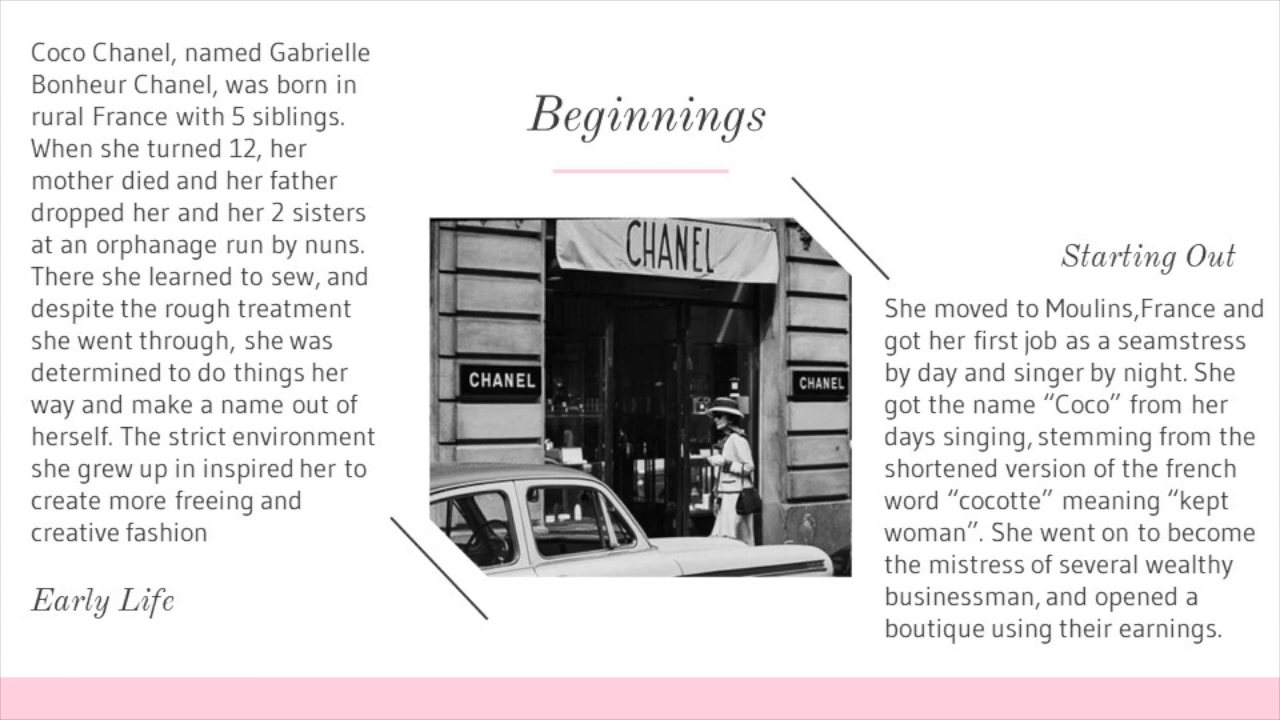 Coco Chanel, named Gabrielle
Bonheur Chanel, was born in
rural France with 5 siblings.
When she turned 12, her
mother died and her father
dropped her and her 2 sisters
at an orphanage run by nuns.
There she learned to sew, and
despite the rough treatment
she went through, she was
determined to do things her
way and make a name out of
herself. The strict environment
she grew up in inspired her to
create more freeing and
creative fashion
Early Life
Beginnings
CHANEL
CHANEL
CHANEL
Starting Out
She moved to Moulins,France and
got her first job as a seamstress
by day and singer by night. She
got the name “Coco” from her
days singing, stemming from the
shortened version of the french
word “cocotte” meaning “kept
woman”. She went on to become
the mistress of several wealthy
businessman, and opened a
boutique using their earnings.